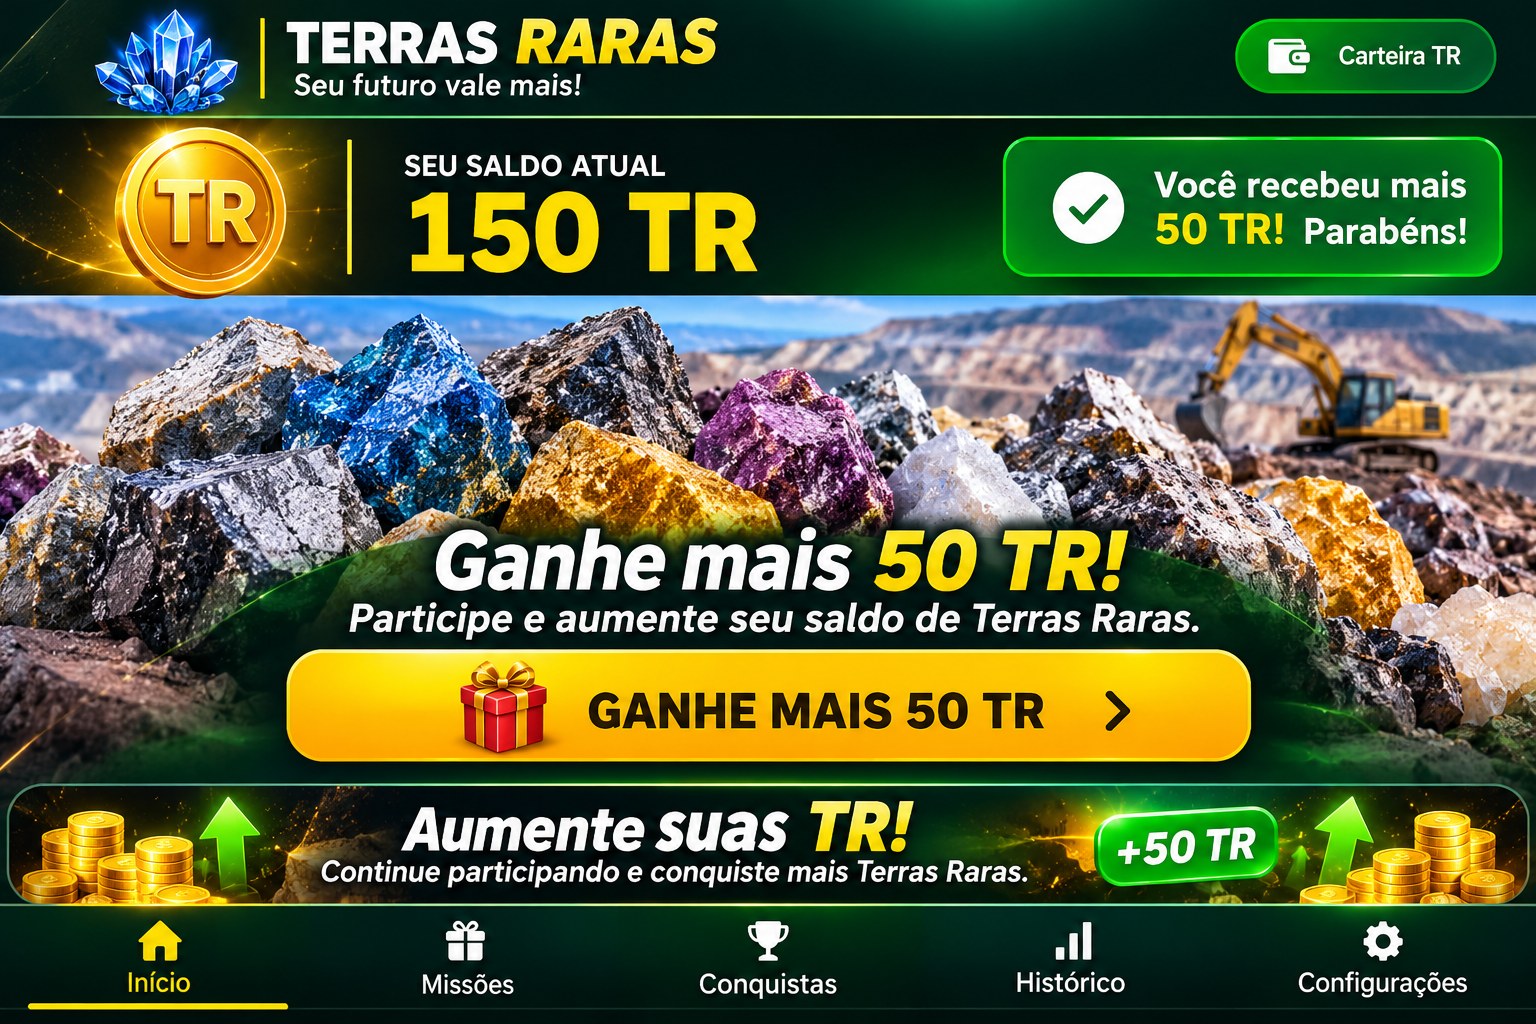 TERRAS RARAS
Seu futuro vale mais!
Carteira TR
TR
SEU SALDO ATUAL
150 TR
Você recebeu mais
50 TR! Parabéns!
Ganhe mais 50 TR!
Participe e aumente seu saldo de Terras Raras.
GANHE MAIS 50 TR
Aumente suas TR!
Continue participando e conquiste mais Terras Raras.
+50 TR
Início
Missões
Conquistas
Histórico
Configurações